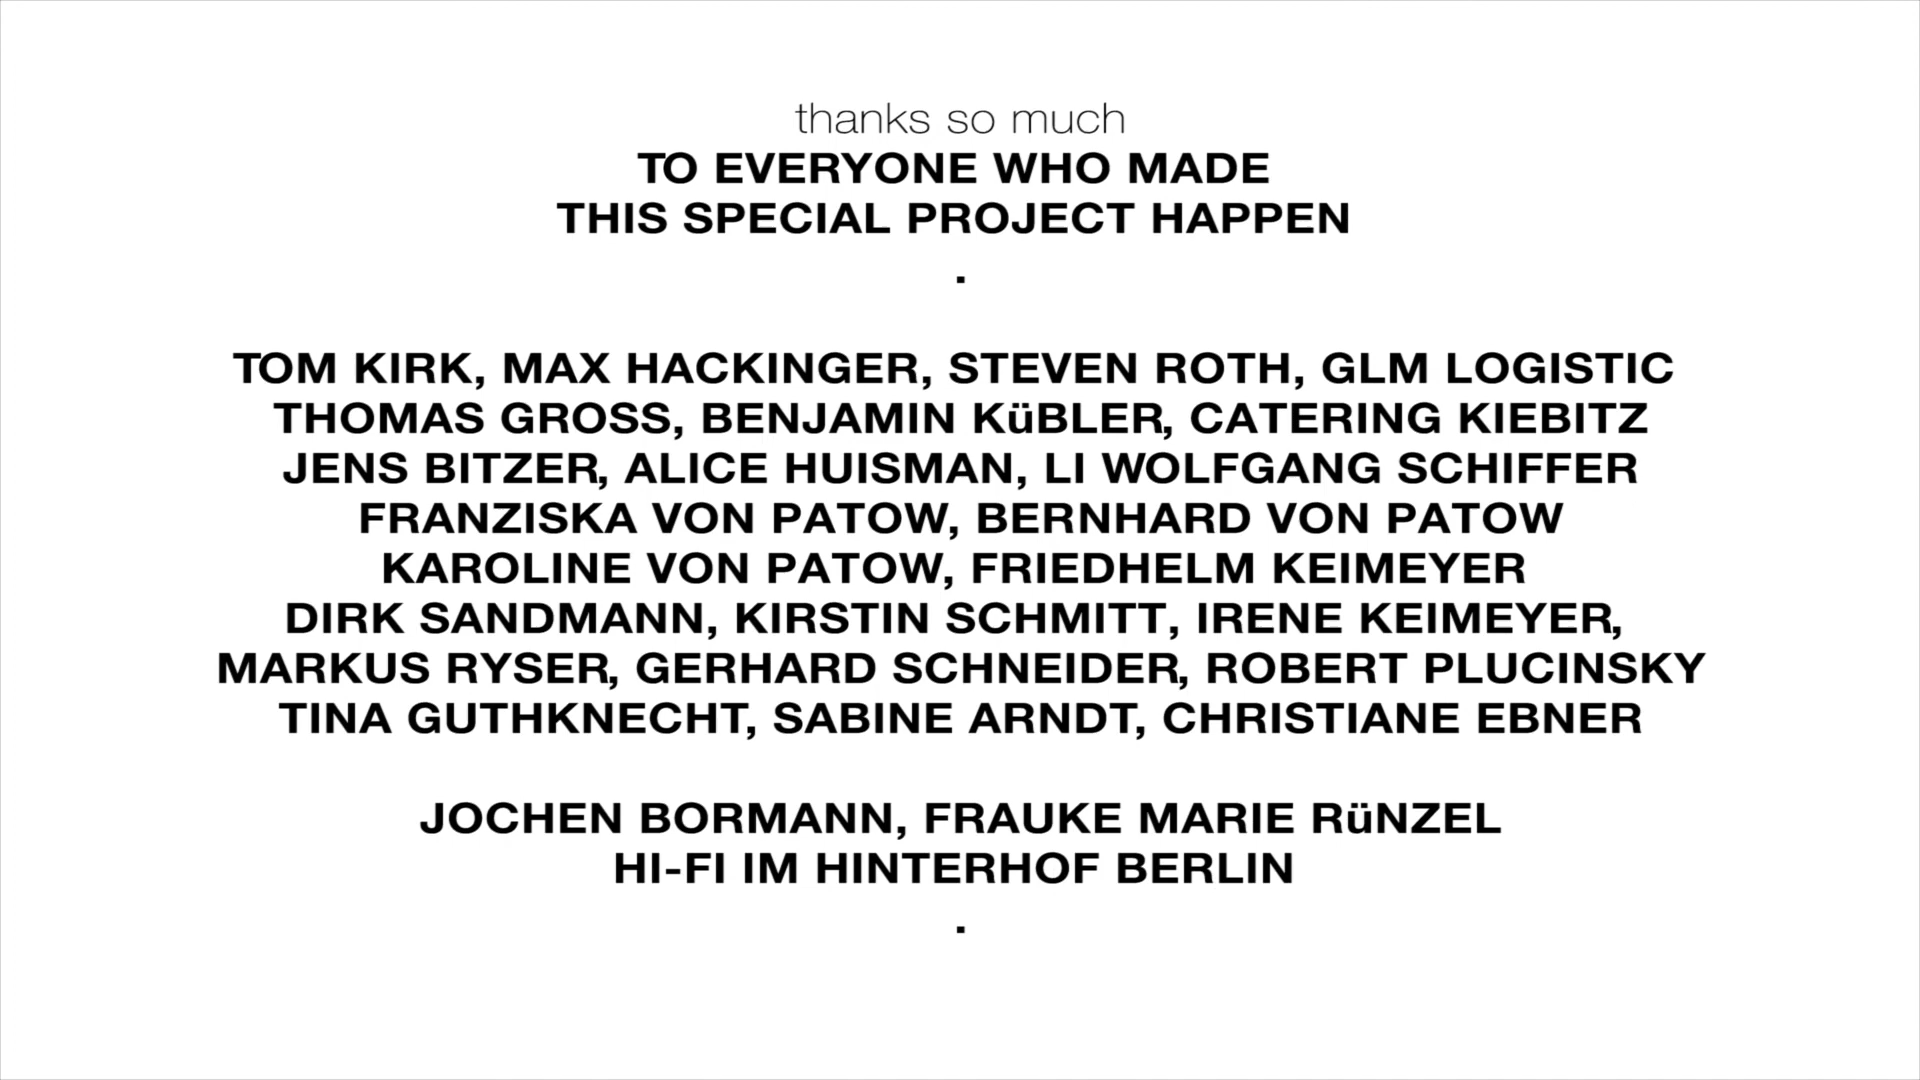 thanks so much
TO EVERYONE WHO MADE
THIS SPECIAL PROJECT HAPPEN
.
TOM KIRK, MAX HACKINGER, STEVEN ROTH, GLM LOGISTIC
THOMAS GROSS, BENJAMIN KüBLER, CATERING KIEBITZ
JENS BITZER, ALICE HUISMAN, LI WOLFGANG SCHIFFER
FRANZISKA VON PATOW, BERNHARD VON PATOW
KAROLINE VON PATOW, FRIEDHELM KEIMEYER
DIRK SANDMANN, KIRSTIN SCHMITT, IRENE KEIMEYER,
MARKUS RYSER, GERHARD SCHNEIDER, ROBERT PLUCINSKY
TINA GUTHKNECHT, SABINE ARNDT, CHRISTIANE EBNER
JOCHEN BORMANN, FRAUKE MARIE RüNZEL
HI-FI IM HINTERHOF BERLIN
.